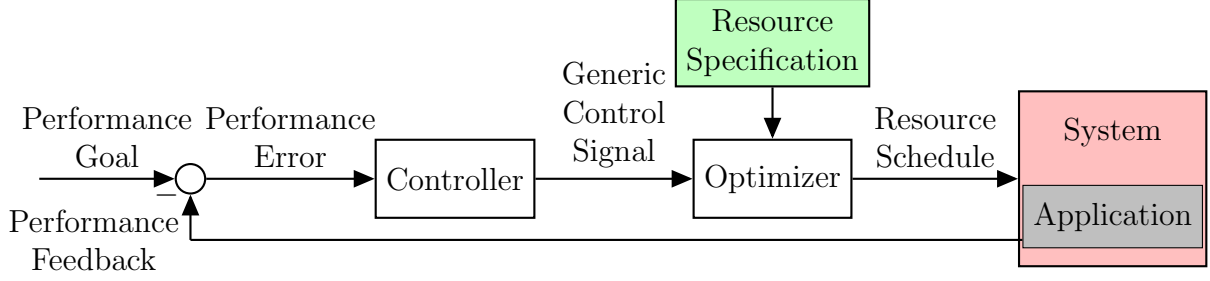 Resource
Specification
Generic
Control
Signal
Performance
Goal
Performance
Error
Resource
Schedule
System
Controller
Optimizer
−
Performance
Feedback
Application